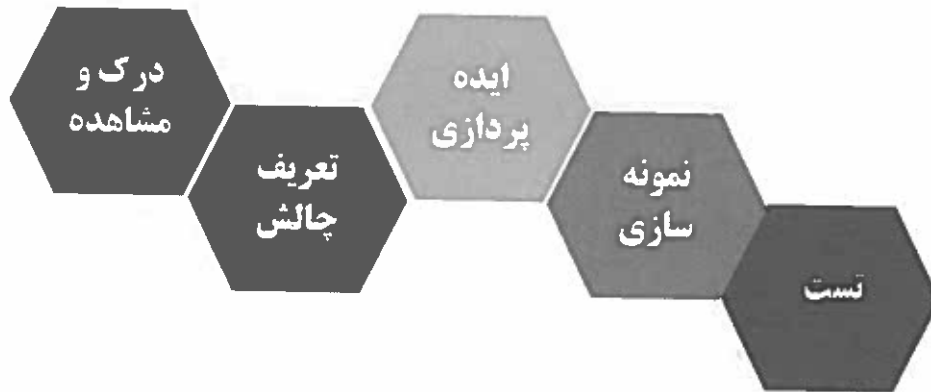 درک و
مشاهده
تعریف
چالش
ایده
پردازی
نمونه
سازی
تست